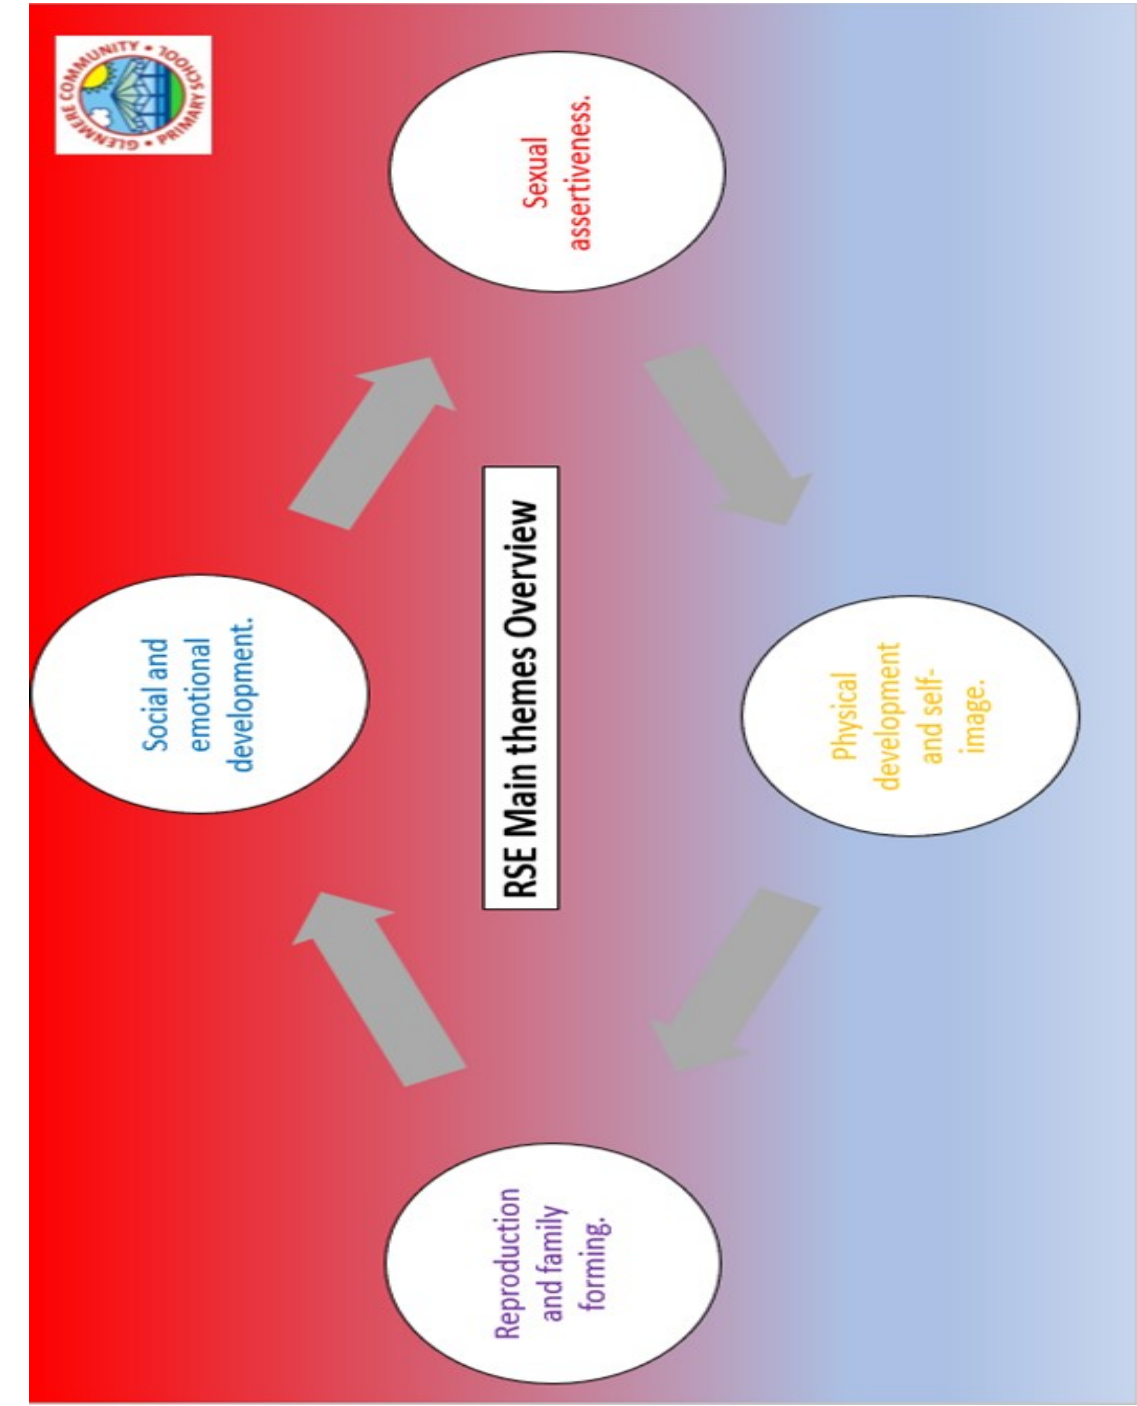 GLENMERE COMMUNITY • PRIMARY SCHOOL •
Social and
emotional
development.
Sexual
assertiveness.
RSE Main themes Overview
Reproduction
and family
forming.
Physical
development
and self-
image.